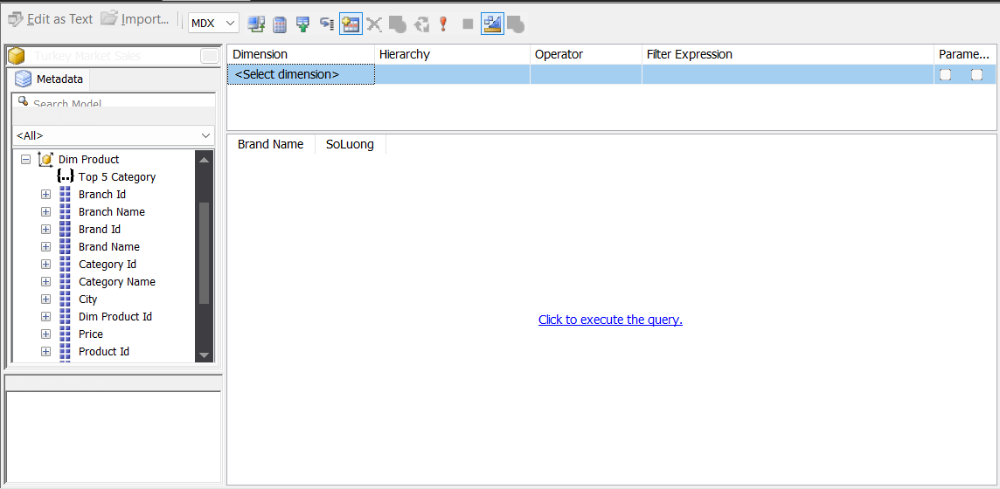 Edit as Text Import... MDX
Turkey Market Sales
Metadata
Search Model
<All>
Dim Product
{..} Top 5 Category
Branch Id
Branch Name
Brand Id
Brand Name
Category Id
Category Name
City
Dim Product Id
Price
Product Id
Dimension Hierarchy Operator Filter Expression Parame...
<Select dimension>
Brand Name SoLuong
Click to execute the query.